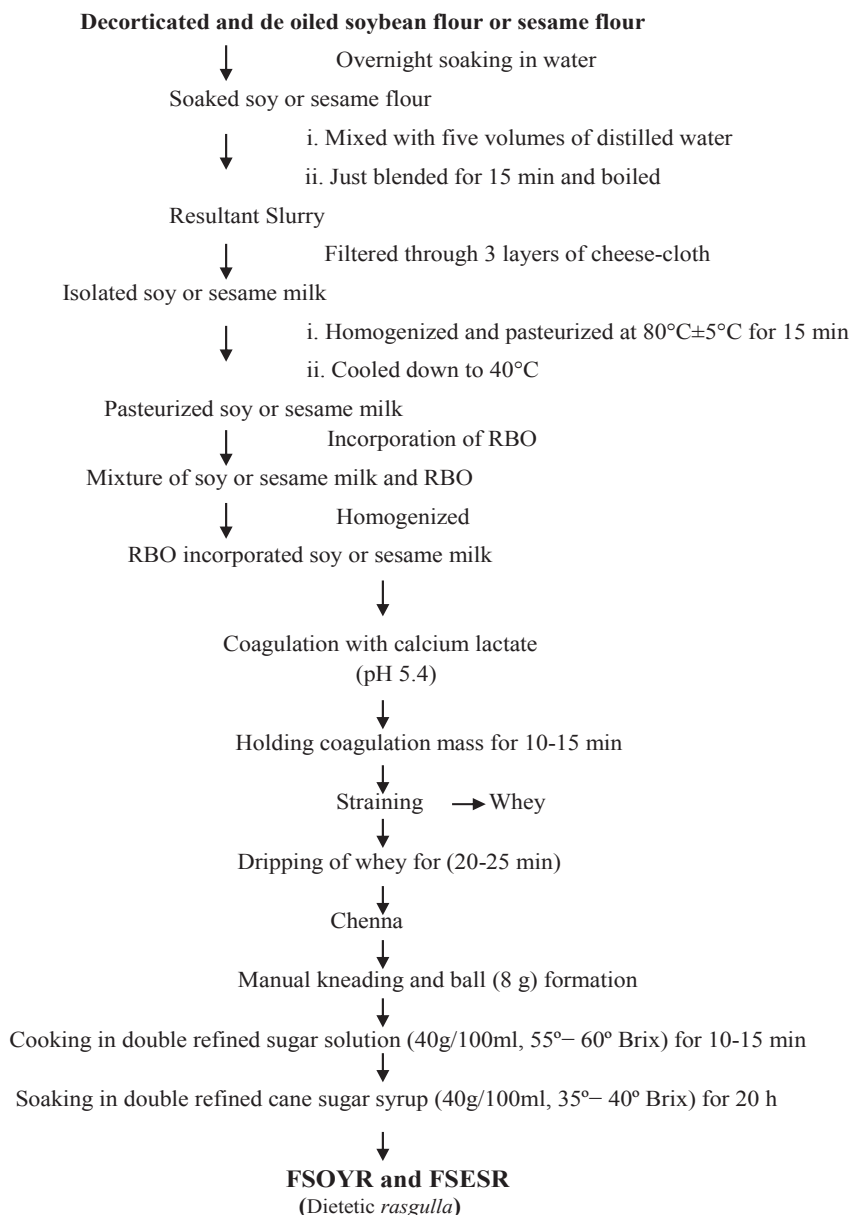 Decorticated and de oiled soybean flour or sesame flour
Overnight soaking in water
Soaked soy or sesame flour
i. Mixed with five volumes of distilled water
ii. Just blended for 15 min and boiled
Resultant Slurry
Filtered through 3 layers of cheese-cloth
Isolated soy or sesame milk
i. Homogenized and pasteurized at 80°C±5°C for 15 min
ii. Cooled down to 40°C
Pasteurized soy or sesame milk
Incorporation of RBO
Mixture of soy or sesame milk and RBO
Homogenized
RBO incorporated soy or sesame milk
Coagulation with calcium lactate
(pH 5.4)
Holding coagulation mass for 10-15 min
Straining → Whey
Dripping of whey for (20-25 min)
Chenna
Manual kneading and ball (8 g) formation
Cooking in double refined sugar solution (40g/100ml, 55º− 60º Brix) for 10-15 min
Soaking in double refined cane sugar syrup (40g/100ml, 35º− 40º Brix) for 20 h
FSOYR and FSESR
(Dietetic rasgulla)